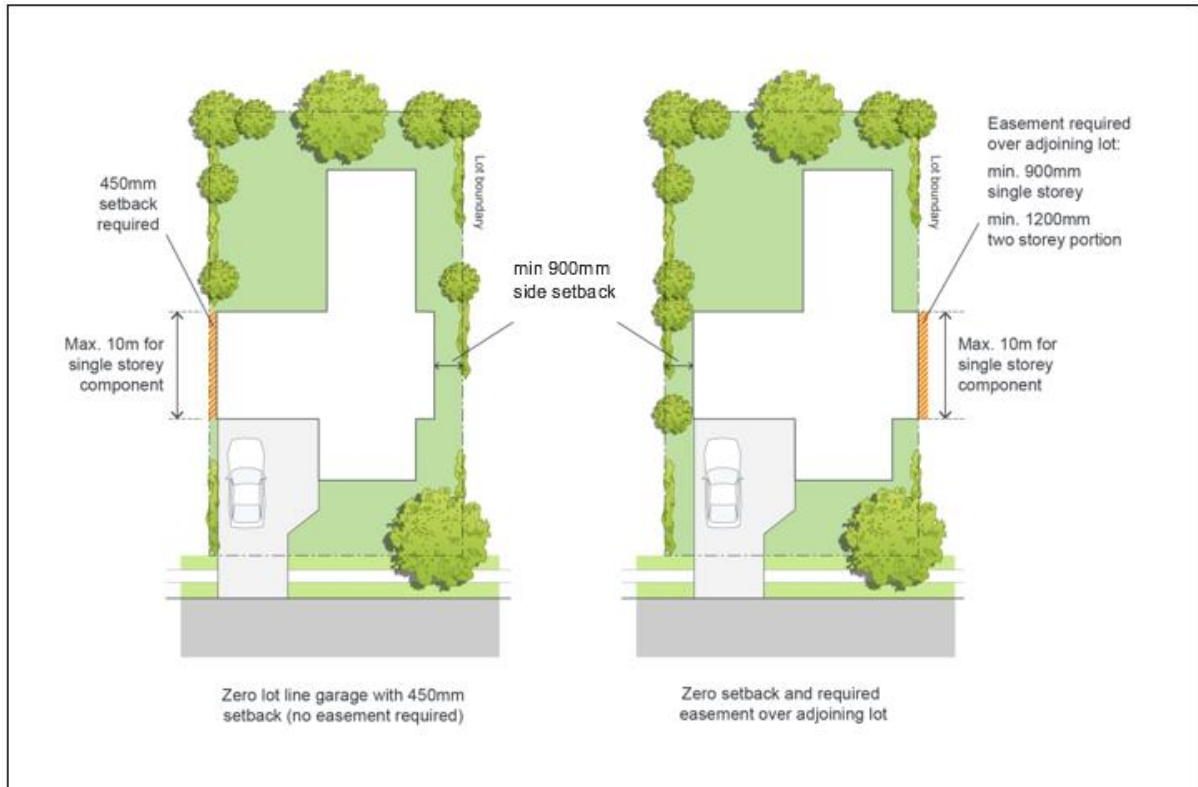 450mm
setback
required
Max. 10m for
single storey
component
Lot boundary
min 900mm
side setback
Lot boundary
Easement required
over adjoining lot:
min. 900mm
single storey
min. 1200mm
two storey portion
Max. 10m for
single storey
component
Zero lot line garage with 450mm
setback (no easement required)
Zero setback and required
easement over adjoining lot